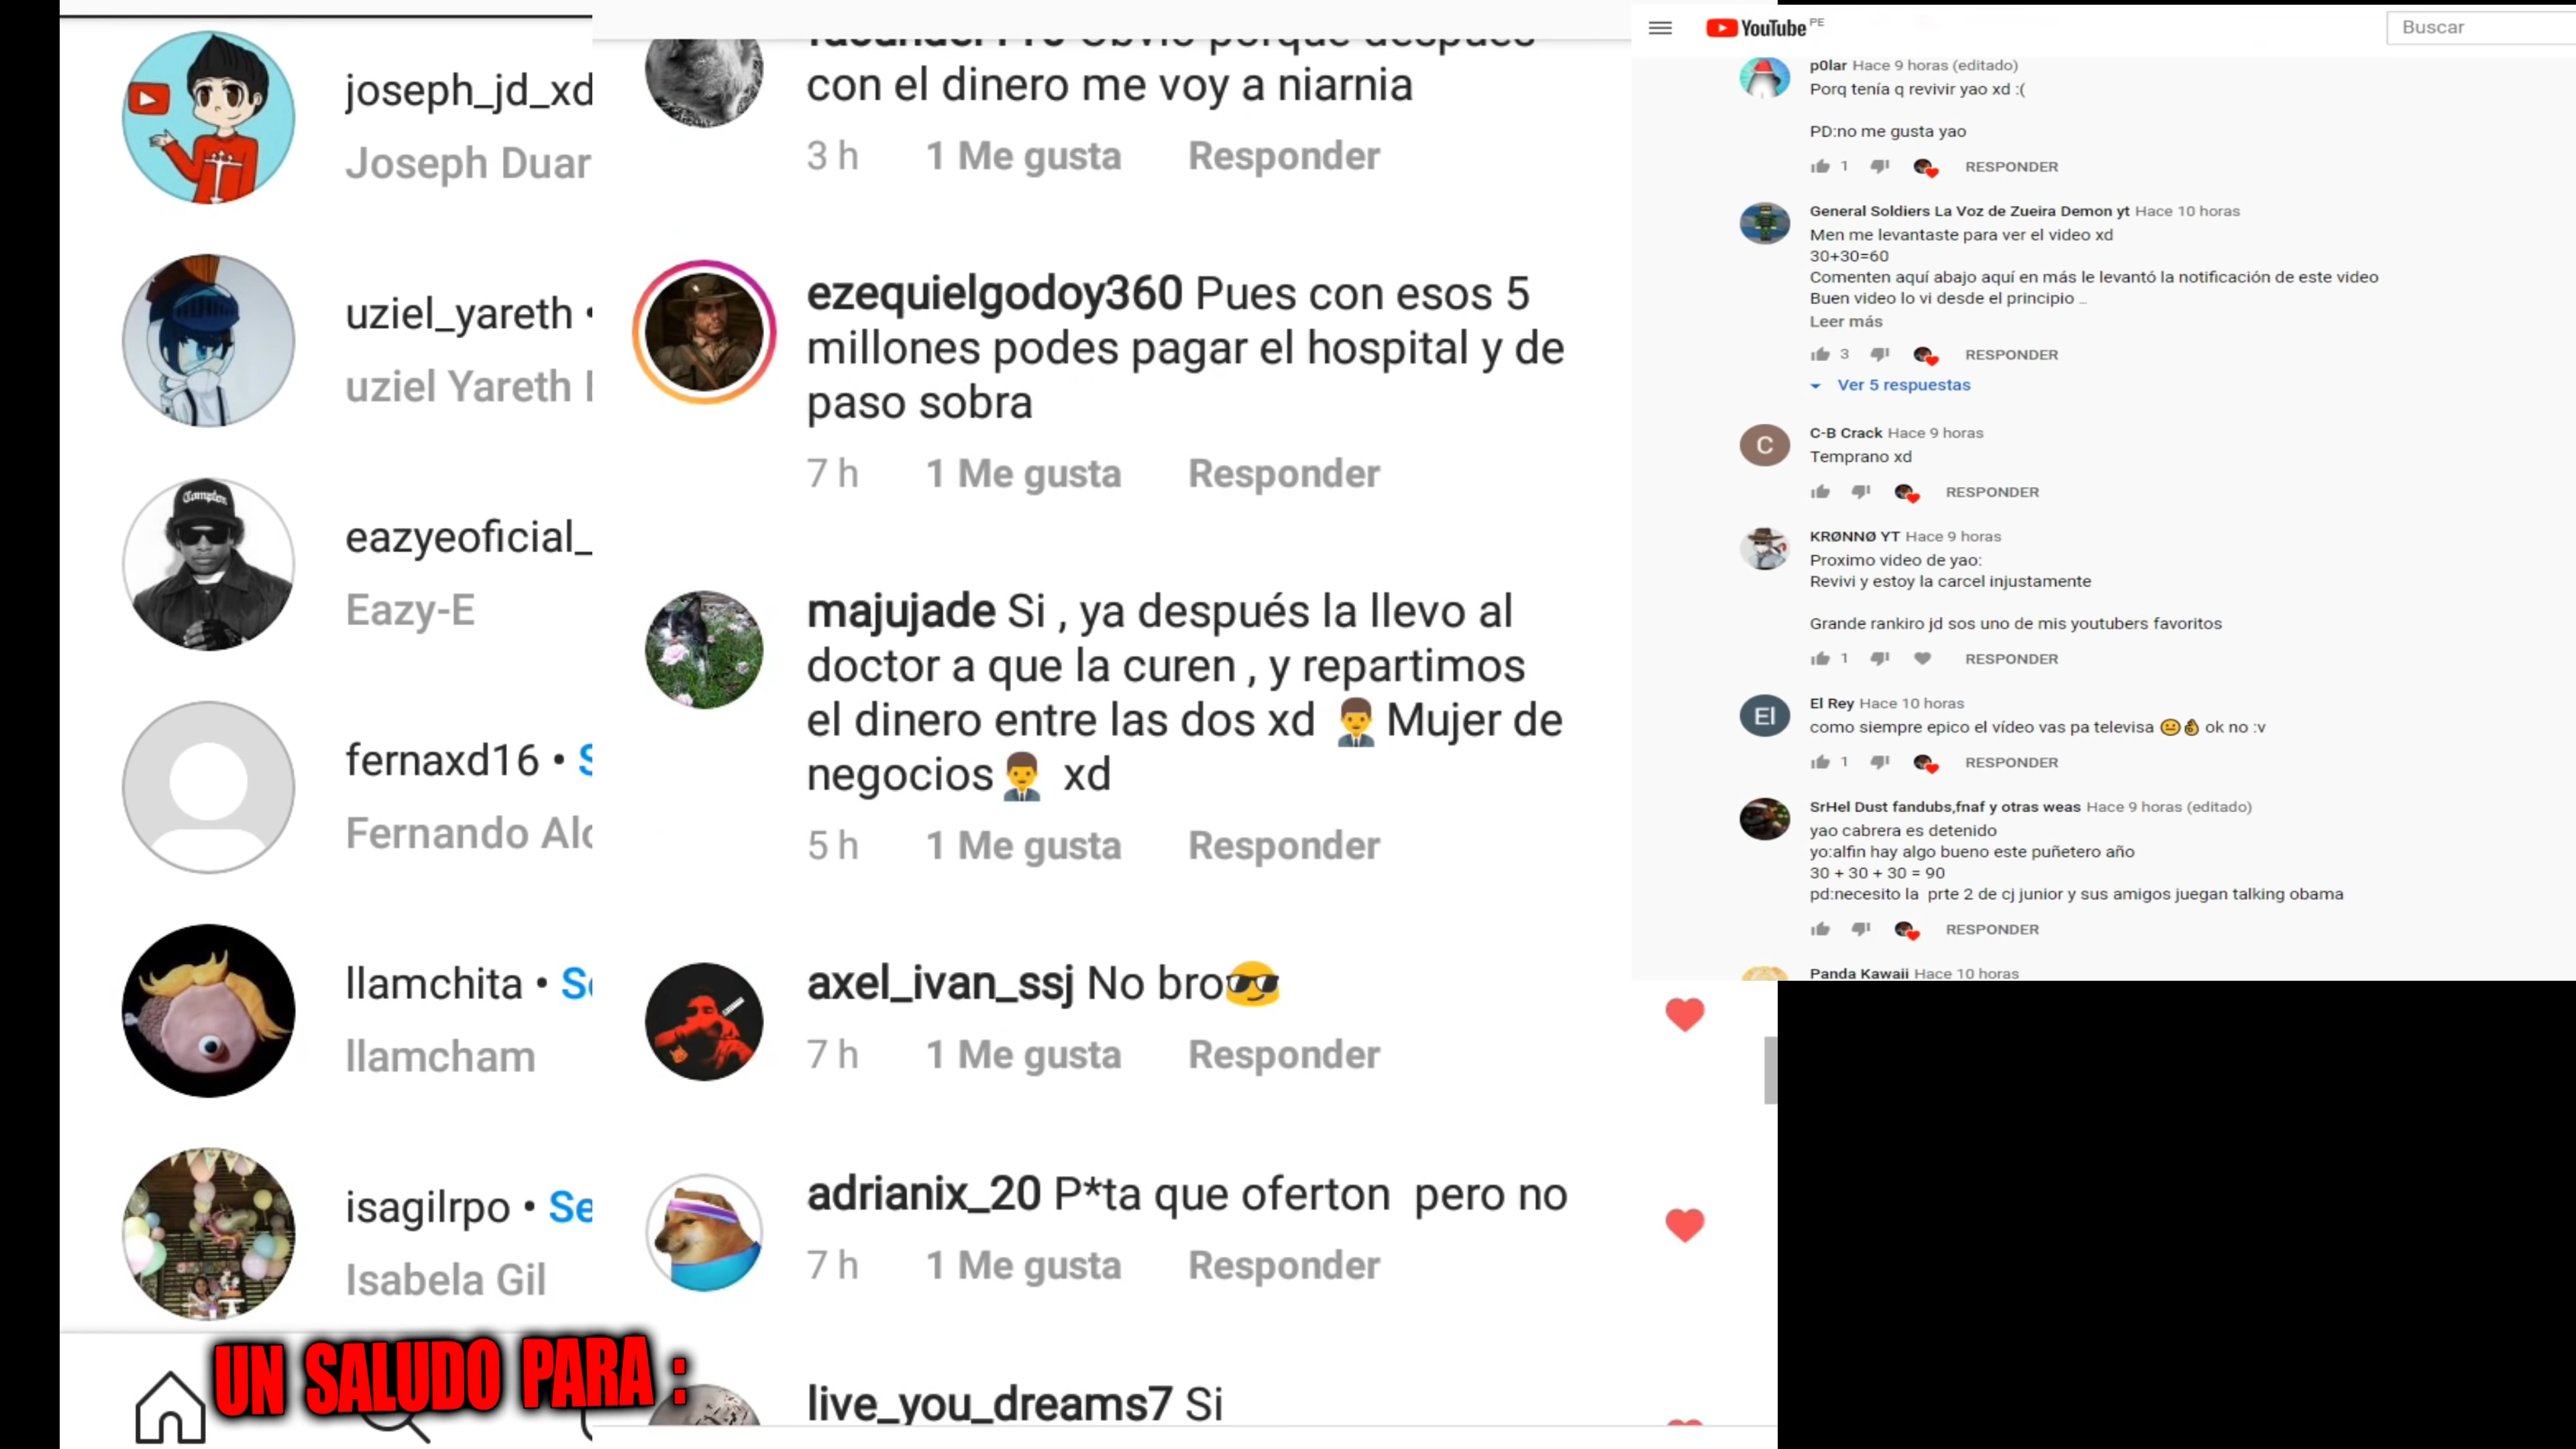 joseph_jd_xd
Joseph Duar
uziel_yareth •
uziel Yareth
eazyeoficial_
Eazy-E
fernaxd16 • S
Fernando Alc
llamchita • Se
llamcham
isagilrpo • Se
Isabela Gil
UN SALUDO PARA :
Obvio porque después
con el dinero me voy a niarnia
3 h 1 Me gusta Responder
ezequielgodoy360 Pues con esos 5
millones podes pagar el hospital y de
paso sobra
7 h 1 Me gusta Responder
majujade Si , ya después la llevo al
doctor a que la curen , y repartimos
el dinero entre las dos xd 👨‍💼 Mujer de
negocios👨‍💼 xd
5 h 1 Me gusta Responder
axel_ivan_ssj No bro😎
7 h 1 Me gusta Responder
adrianix_20 P*ta que oferton pero no
7 h 1 Me gusta Responder
live_you_dreams7 Si
YouTube PE
Buscar
p0lar Hace 9 horas (editado)
Porq tenía q revivir yao xd :(
PD:no me gusta yao
1 RESPONDER
General Soldiers La Voz de Zueira Demon yt Hace 10 horas
Men me levantaste para ver el video xd
30+30=60
Comenten aquí abajo aquí en más le levantó la notificación de este video
Buen video lo vi desde el principio ..
Leer más
3 RESPONDER
Ver 5 respuestas
C
C-B Crack Hace 9 horas
Temprano xd
RESPONDER
KRØNNØ YT Hace 9 horas
Proximo video de yao:
Revivi y estoy la carcel injustamente
Grande rankiro jd sos uno de mis youtubers favoritos
1 RESPONDER
El
El Rey Hace 10 horas
como siempre epico el vídeo vas pa televisa 😐👌 ok no :v
1 RESPONDER
SrHel Dust fandubs,fnaf y otras weas Hace 9 horas (editado)
yao cabrera es detenido
yo:alfin hay algo bueno este puñetero año
30 + 30 + 30 = 90
pd:necesito la prte 2 de cj junior y sus amigos juegan talking obama
RESPONDER
Panda Kawaii Hace 10 horas
Compton